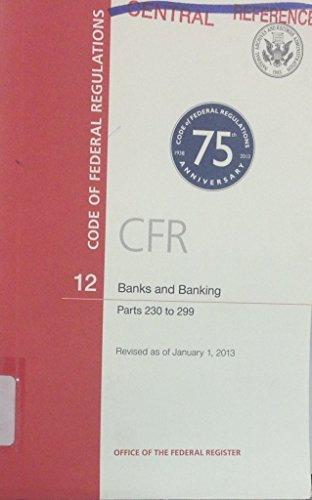 CENTRAL REFERENCE
CODE OF FEDERAL REGULATIONS
CODE of FEDERAL REGULATIONS
75th
1938 2013
ANNIVERSARY
CFR
12 Banks and Banking
Parts 230 to 299
Revised as of January 1, 2013
OFFICE OF THE FEDERAL REGISTER